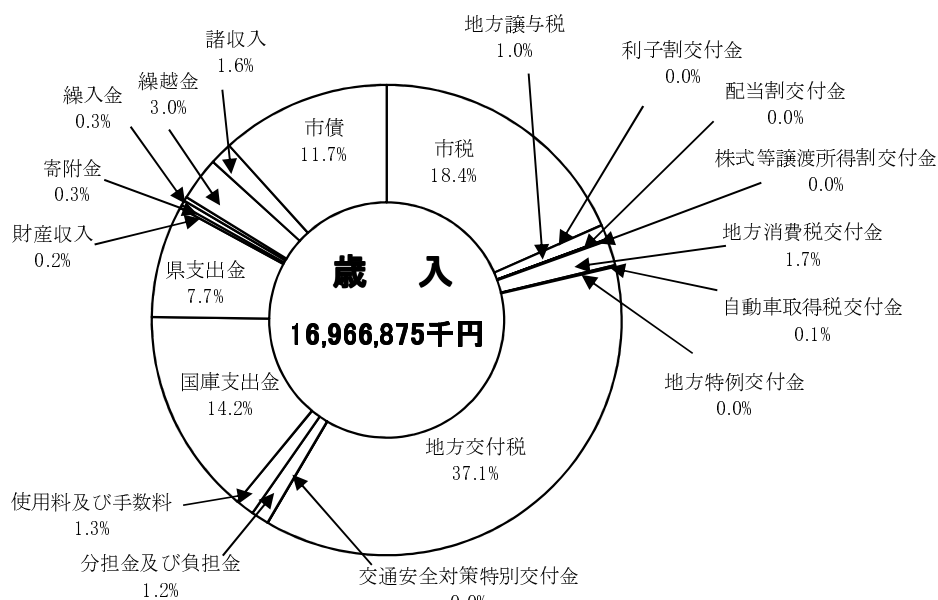 地方譲与税
1.0%
利子割交付金
0.0%
配当割交付金
0.0%
株式等譲渡所得割交付金
0.0%
地方消費税交付金
1.7%
自動車取得税交付金
0.1%
地方特例交付金
0.0%
市税
18.4%
地方交付税
37.1%
交通安全対策特別交付金
0.0%
分担金及び負担金
1.2%
使用料及び手数料
1.3%
国庫支出金
14.2%
県支出金
7.7%
財産収入
0.2%
寄附金
0.3%
繰入金
0.3%
繰越金
3.0%
諸収入
1.6%
市債
11.7%
歳 入
16,966,875千円